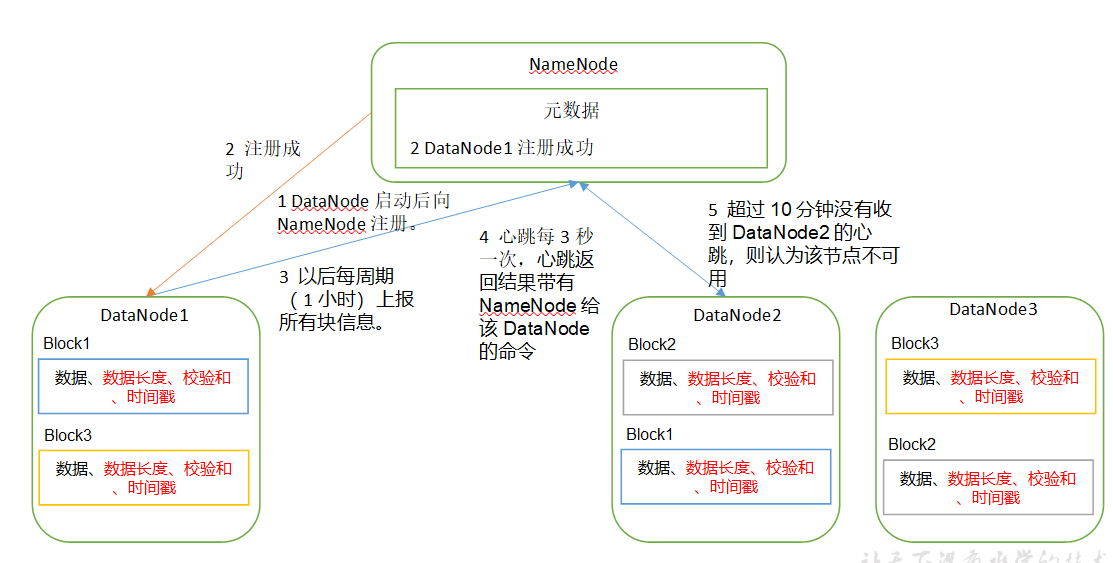 NameNode
元数据
2 DataNode1 注册成功
2 注册成
功
1 DataNode 启动后向
NameNode 注册。
3 以后每周期
（1 小时）上报
所有块信息。
4 心跳每 3 秒
一次，心跳返
回结果带有
NameNode 给
该 DataNode
的命令
5 超过 10 分钟没有收
到 DataNode2 的心
跳，则认为该节点不可
用
DataNode1
Block1
数据、数据长度、校验和
、时间戳
Block3
数据、数据长度、校验和
、时间戳
DataNode2
Block2
数据、数据长度、校验和
、时间戳
Block1
数据、数据长度、校验和
、时间戳
DataNode3
Block3
数据、数据长度、校验和
、时间戳
Block2
数据、数据长度、校验和
、时间戳